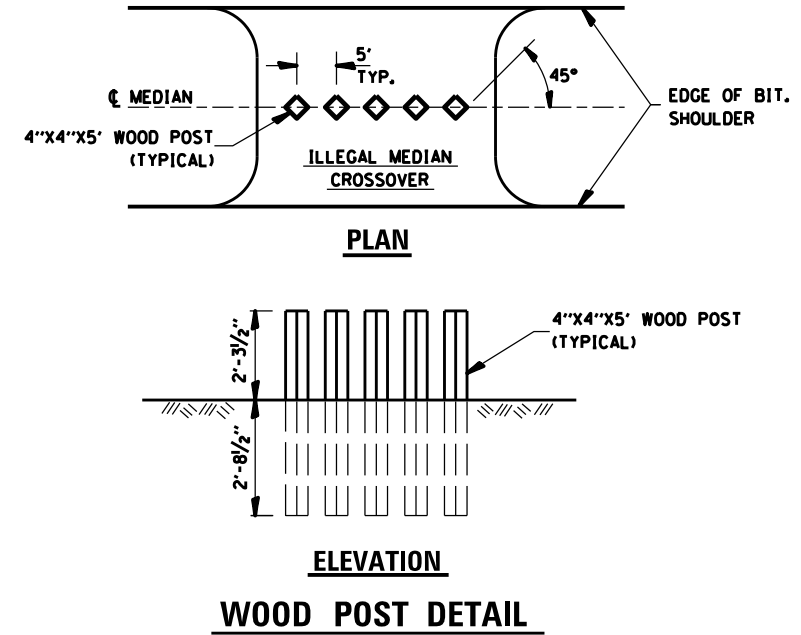 5'
TYP.
45°
℄ MEDIAN
EDGE OF BIT.
SHOULDER
4"X4"X5' WOOD POST
(TYPICAL)
ILLEGAL MEDIAN
CROSSOVER
PLAN
2'-3½"
4"X4"X5' WOOD POST
(TYPICAL)
2'-8½"
ELEVATION
WOOD POST DETAIL